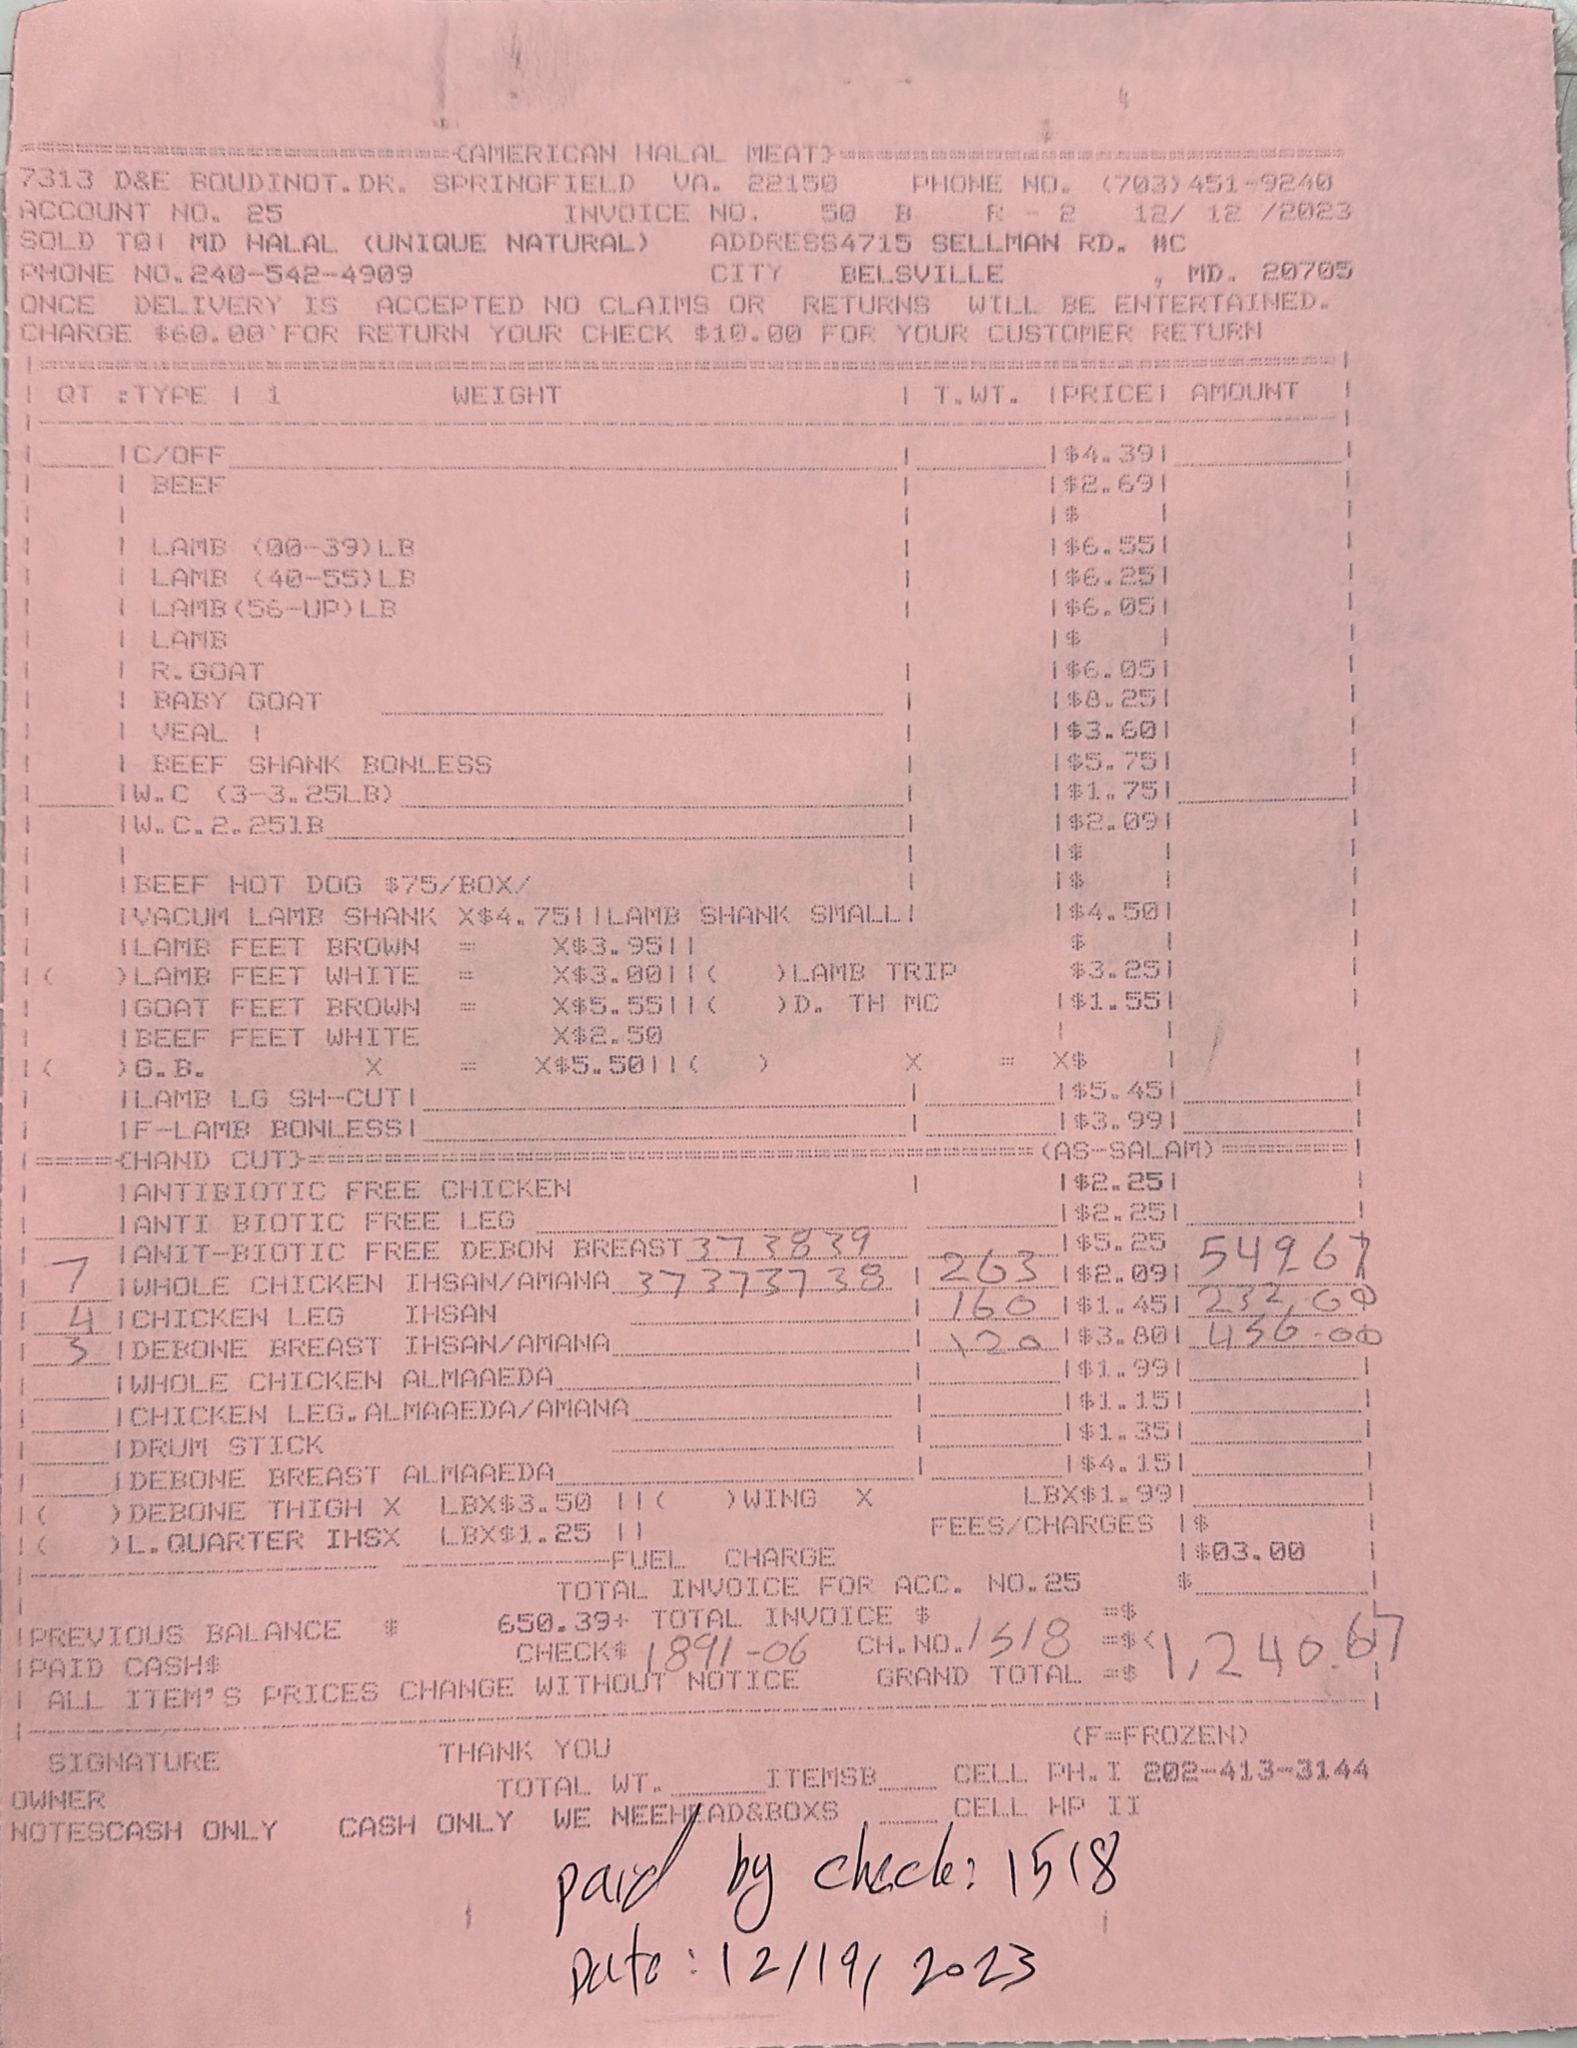 {AMERICAN HALAL MEAT}
7313 D&E BOUDINOT.DR. SPRINGFIELD VA. 22150 PHONE NO. (703)451-9240
ACCOUNT NO. 25 INVOICE NO. 50 B R - 2 12/ 12 /2023
SOLD TO| MD HALAL (UNIQUE NATURAL) ADDRESS4715 SELLMAN RD. #C
PHONE NO.240-542-4909 CITY BELSVILLE , MD. 20705
ONCE DELIVERY IS ACCEPTED NO CLAIMS OR RETURNS WILL BE ENTERTAINED.
CHARGE $60.00 FOR RETURN YOUR CHECK $10.00 FOR YOUR CUSTOMER RETURN
| QT :TYPE | 1 WEIGHT | T.WT. |PRICE| AMOUNT |
|C/OFF | |$4.39|
| BEEF | |$2.69|
| |$ |
| LAMB (00-39)LB | |$6.55|
| LAMB (40-55)LB | |$6.25|
| LAMB(56-UP)LB | |$6.05|
| LAMB |$ |
| R.GOAT | |$6.05|
| BABY GOAT | |$8.25|
| VEAL | | |$3.60|
| BEEF SHANK BONLESS | |$5.75|
|W.C (3-3.25LB) | |$1.75|
|W.C.2.25lB | |$2.09|
| | |$ |
|BEEF HOT DOG $75/BOX/ | |$ |
|VACUM LAMB SHANK X$4.75||LAMB SHANK SMALL| |$4.50|
|LAMB FEET BROWN = X$3.95|| $ |
|( )LAMB FEET WHITE = X$3.00||( )LAMB TRIP $3.25|
|GOAT FEET BROWN = X$5.55||( )D. TH MC |$1.55|
|BEEF FEET WHITE X$2.50 | |
|( )G.B. X = X$5.50||( ) X = X$ |
|LAMB LG SH-CUT| | |$5.45|
|F-LAMB BONLESS| | |$3.99|
|====={HAND CUT}=====(AS-SALAM)=====|
|ANTIBIOTIC FREE CHICKEN | |$2.25|
|ANTI BIOTIC FREE LEG |$2.25|
|ANIT-BIOTIC FREE DEBON BREAST 373839 |$5.25
7 |WHOLE CHICKEN IHSAN/AMANA 37373738 | 263 |$2.09| 54967
4 |CHICKEN LEG IHSAN | 160 |$1.45| 232,00
3 |DEBONE BREAST IHSAN/AMANA | 120 |$3.80| 456.00
|WHOLE CHICKEN ALMAAEDA | |$1.99|
|CHICKEN LEG.ALMAAEDA/AMANA | |$1.15|
|DRUM STICK | |$1.35|
|DEBONE BREAST ALMAAEDA | |$4.15|
|( )DEBONE THIGH X LBX$3.50 ||( )WING X LBX$1.99|
|( )L.QUARTER IHSX LBX$1.25 || FEES/CHARGES |$
FUEL CHARGE |$03.00
TOTAL INVOICE FOR ACC. NO.25 $
|PREVIOUS BALANCE $ 650.39+ TOTAL INVOICE $ =$
|PAID CASH$ CHECK$ 1891-06 CH.NO. 1518 =$<
| ALL ITEM'S PRICES CHANGE WITHOUT NOTICE GRAND TOTAL =$ 1,240.67
(F=FROZEN)
SIGNATURE THANK YOU
TOTAL WT. ITEMSB CELL PH.I 202-413-3144
OWNER CELL HP II
NOTESCASH ONLY CASH ONLY WE NEEHEAD&BOXS
paid by check: 1518
Date: 12/19/2023